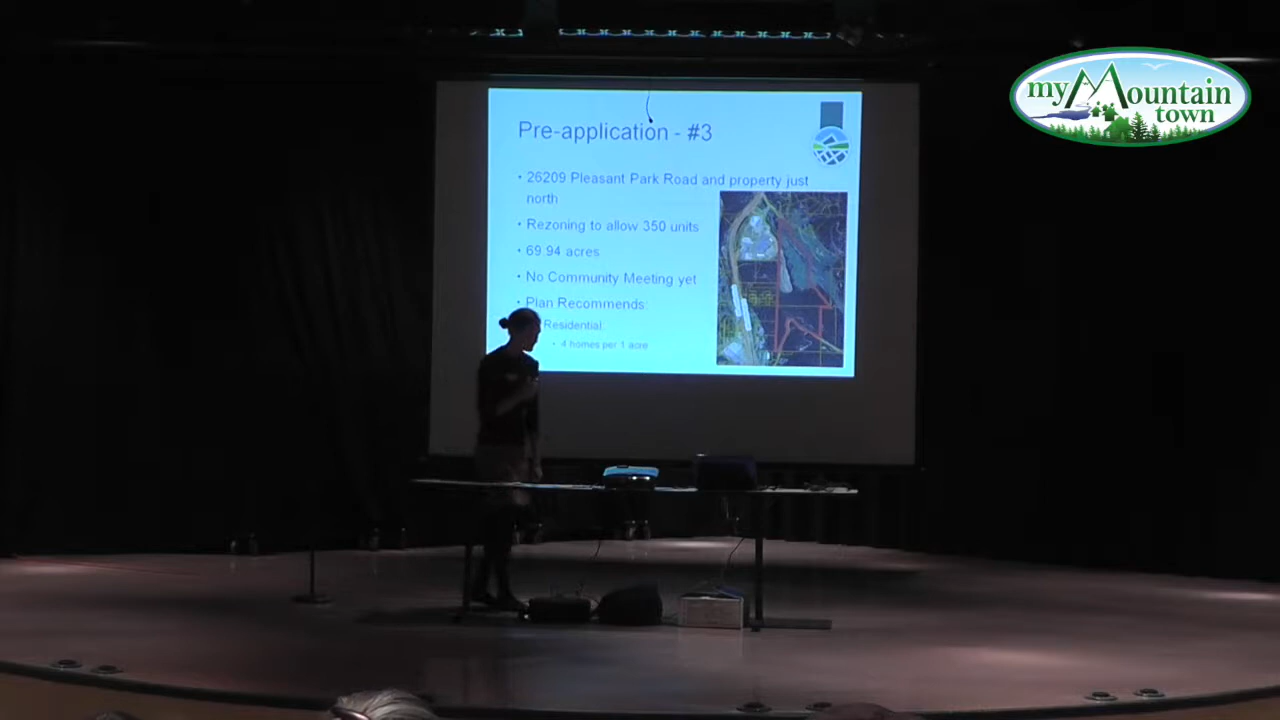 my Mountain
town
Pre-application - #3
• 26209 Pleasant Park Road and property just
north
• Rezoning to allow 350 units
• 69.94 acres
• No Community Meeting yet
• Plan Recommends:
Residential:
• 4 homes per 1 acre